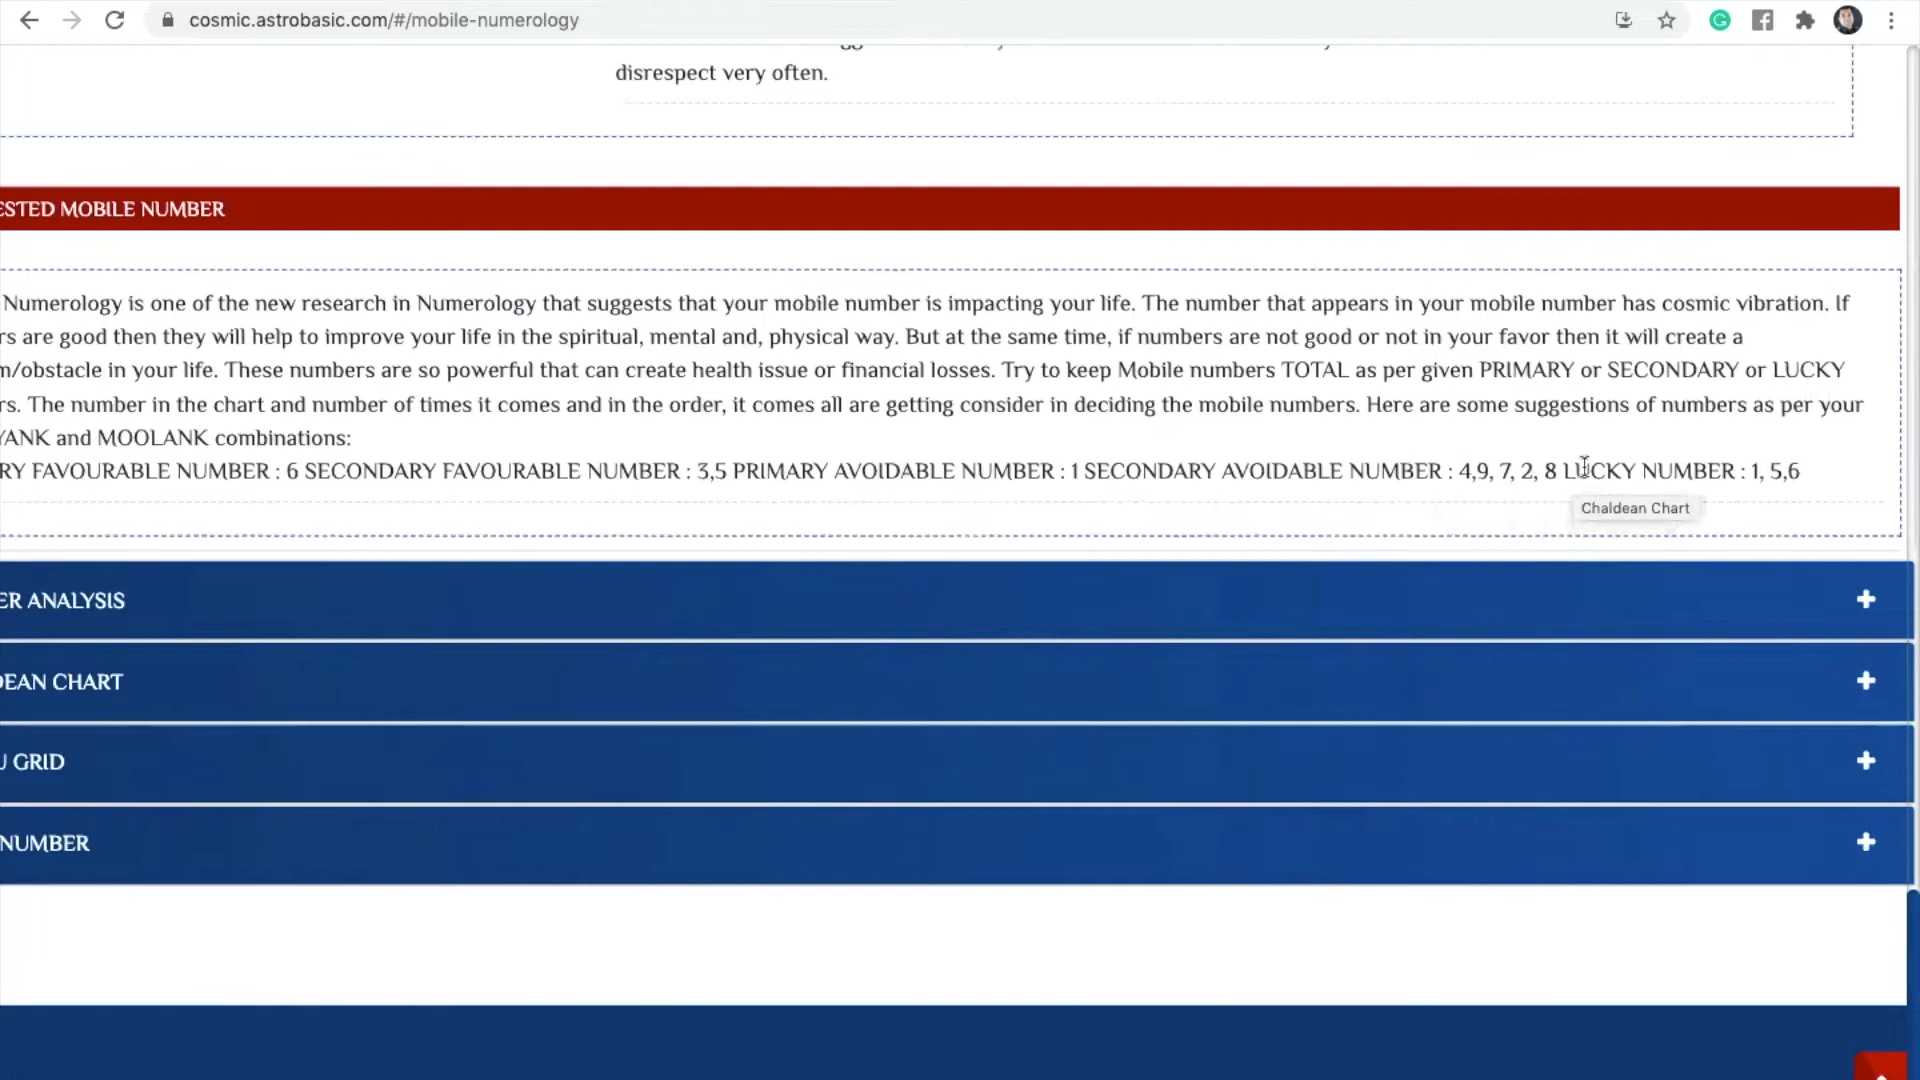 cosmic.astrobasic.com/#/mobile-numerology
disrespect very often.
ESTED MOBILE NUMBER
Numerology is one of the new research in Numerology that suggests that your mobile number is impacting your life. The number that appears in your mobile number has cosmic vibration. If
rs are good then they will help to improve your life in the spiritual, mental and, physical way. But at the same time, if numbers are not good or not in your favor then it will create a
m/obstacle in your life. These numbers are so powerful that can create health issue or financial losses. Try to keep Mobile numbers TOTAL as per given PRIMARY or SECONDARY or LUCKY
rs. The number in the chart and number of times it comes and in the order, it comes all are getting consider in deciding the mobile numbers. Here are some suggestions of numbers as per your
YANK and MOOLANK combinations:
RY FAVOURABLE NUMBER : 6 SECONDARY FAVOURABLE NUMBER : 3,5 PRIMARY AVOIDABLE NUMBER : 1 SECONDARY AVOIDABLE NUMBER : 4,9, 7, 2, 8 LUCKY NUMBER : 1, 5,6
Chaldean Chart
ER ANALYSIS
DEAN CHART
U GRID
NUMBER